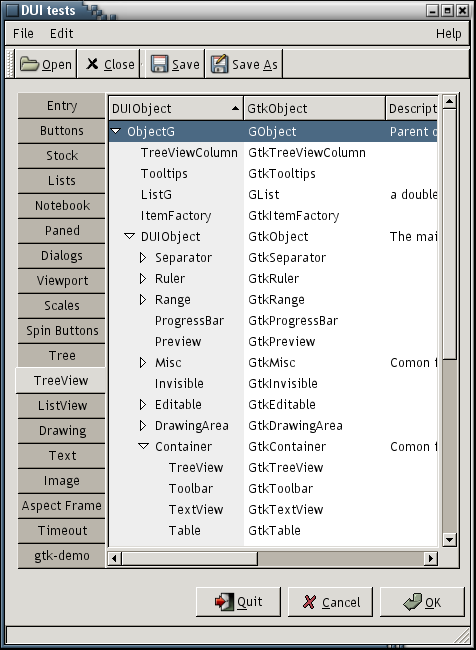 DUI tests
File Edit Help
Open Close Save Save As
Entry
Buttons
Stock
Lists
Notebook
Paned
Dialogs
Viewport
Scales
Spin Buttons
Tree
TreeView
ListView
Drawing
Text
Image
Aspect Frame
Timeout
gtk-demo
DUIObject GtkObject Descript
ObjectG GObject Parent o
TreeViewColumn GtkTreeViewColumn
Tooltips GtkTooltips
ListG GList a double
ItemFactory GtkItemFactory
DUIObject GtkObject The mai
Separator GtkSeparator
Ruler GtkRuler
Range GtkRange
ProgressBar GtkProgressBar
Preview GtkPreview
Misc GtkMisc Comon f
Invisible GtkInvisible
Editable GtkEditable
DrawingArea GtkDrawingArea
Container GtkContainer Comon f
TreeView GtkTreeView
Toolbar GtkToolbar
TextView GtkTextView
Table GtkTable
Quit Cancel OK